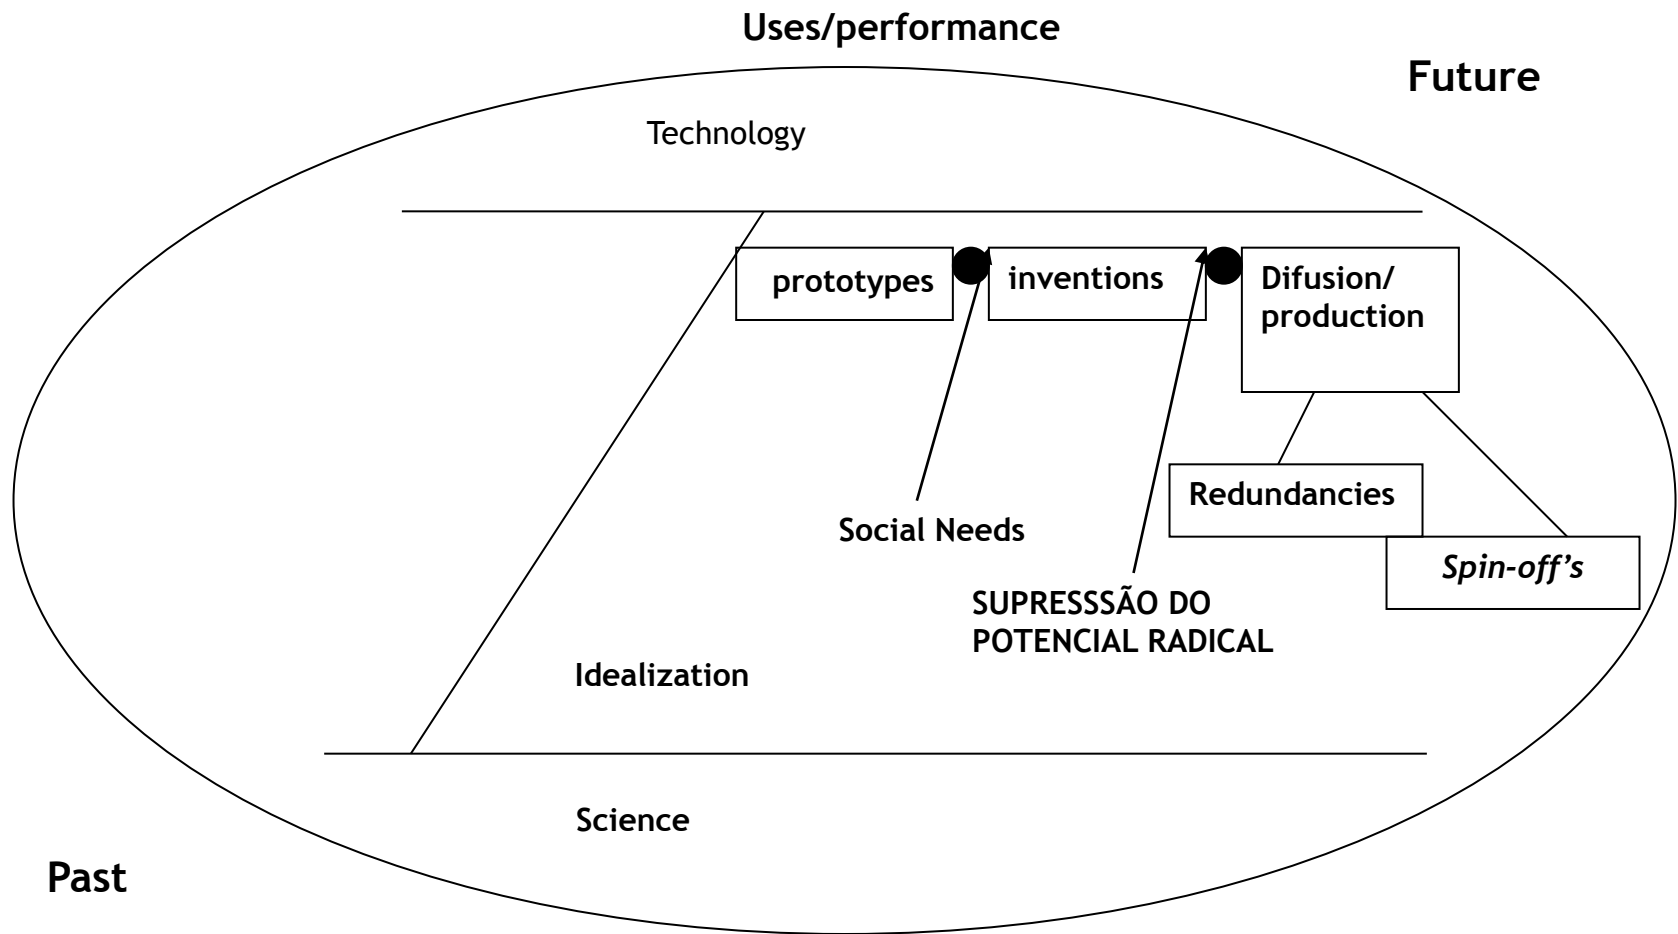 Uses/performance
Future
Technology
prototypes
inventions
Difusion/
production
Redundancies
Social Needs
Spin-off’s
SUPRESSSÃO DO
POTENCIAL RADICAL
Idealization
Science
Past